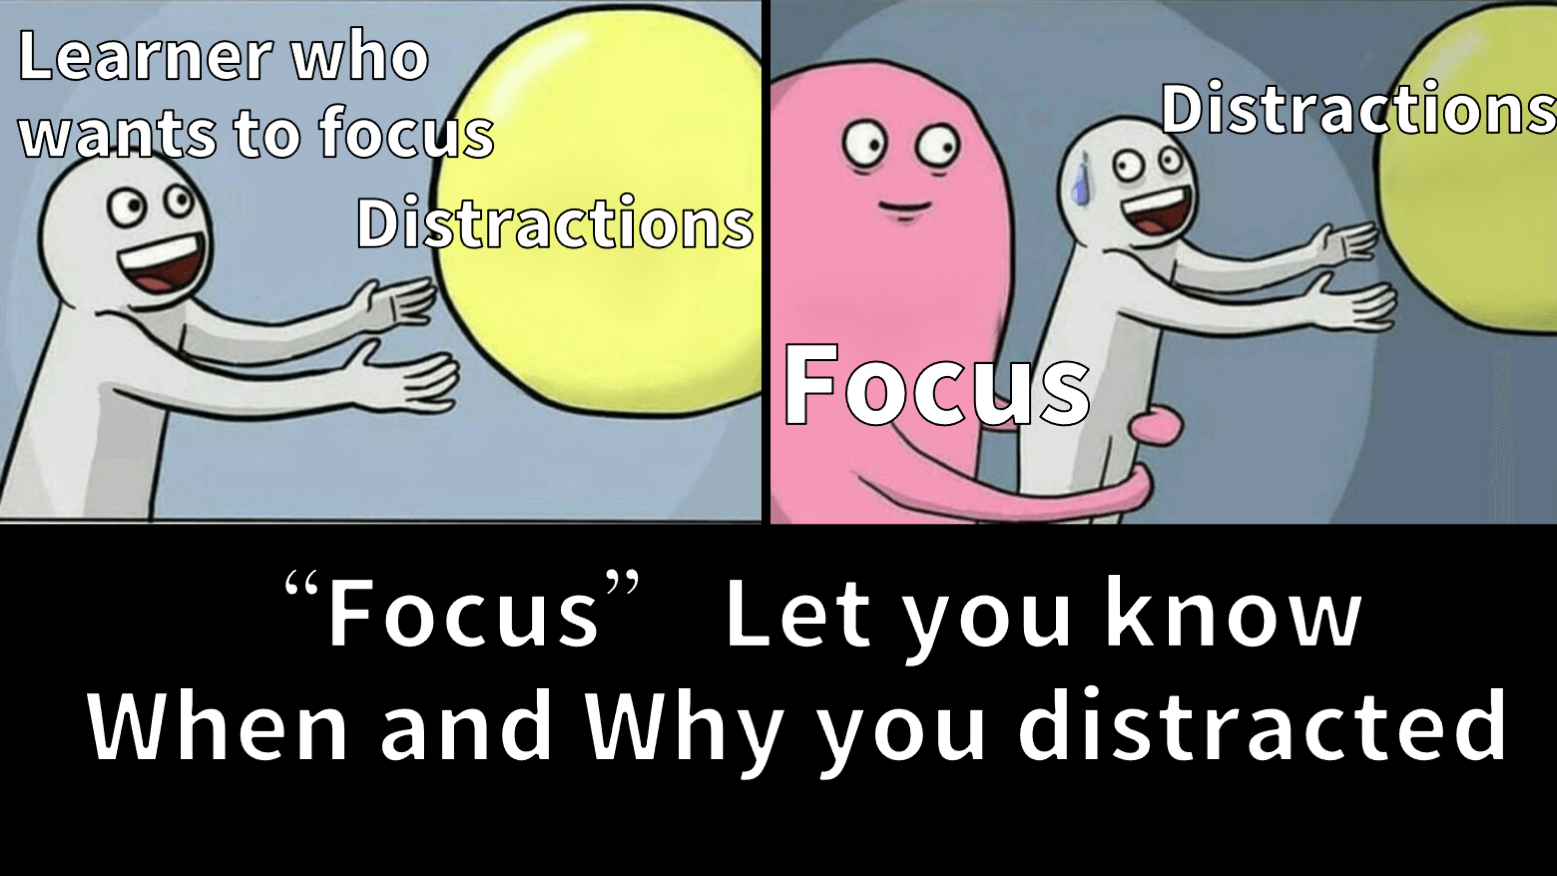 Learner who
wants to focus
Distractions
Distractions
Focus
“Focus” Let you know
When and Why you distracted